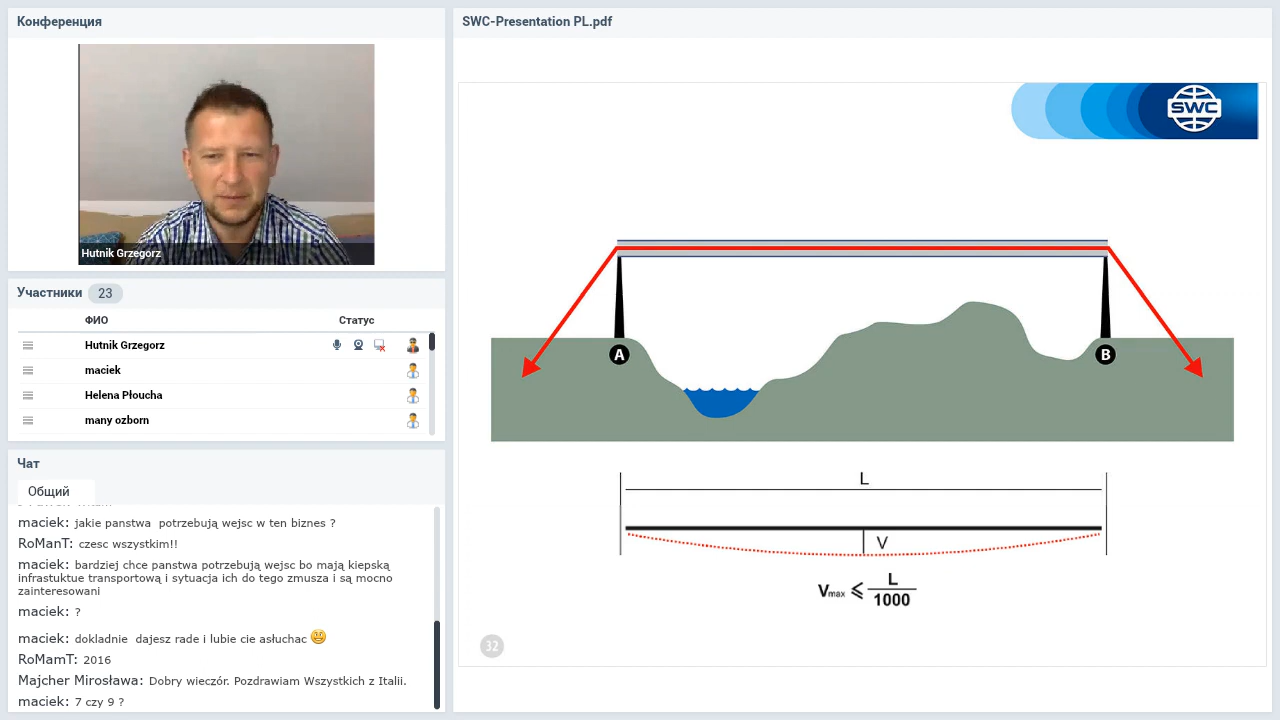 Конференция
Hutnik Grzegorz
Участники 23
ФИО Статус
Hutnik Grzegorz
maciek
Helena Płoucha
many ozborn
Чат
Общий
maciek: jakie panstwa potrzebują wejsc w ten biznes ?
RoManT: czesc wszystkim!!
maciek: bardziej chce panstwa potrzebują wejsc bo mają kiepską
infrastuktue transportową i sytuacja ich do tego zmusza i są mocno
zainteresowani
maciek: ?
maciek: dokladnie dajesz rade i lubie cie asłuchac
RoMamT: 2016
Majcher Mirosława: Dobry wieczór. Pozdrawiam Wszystkich z Italii.
maciek: 7 czy 9 ?
SWC-Presentation PL.pdf
SWC
A
B
L
V
Vmax ⩽ L/1000
32